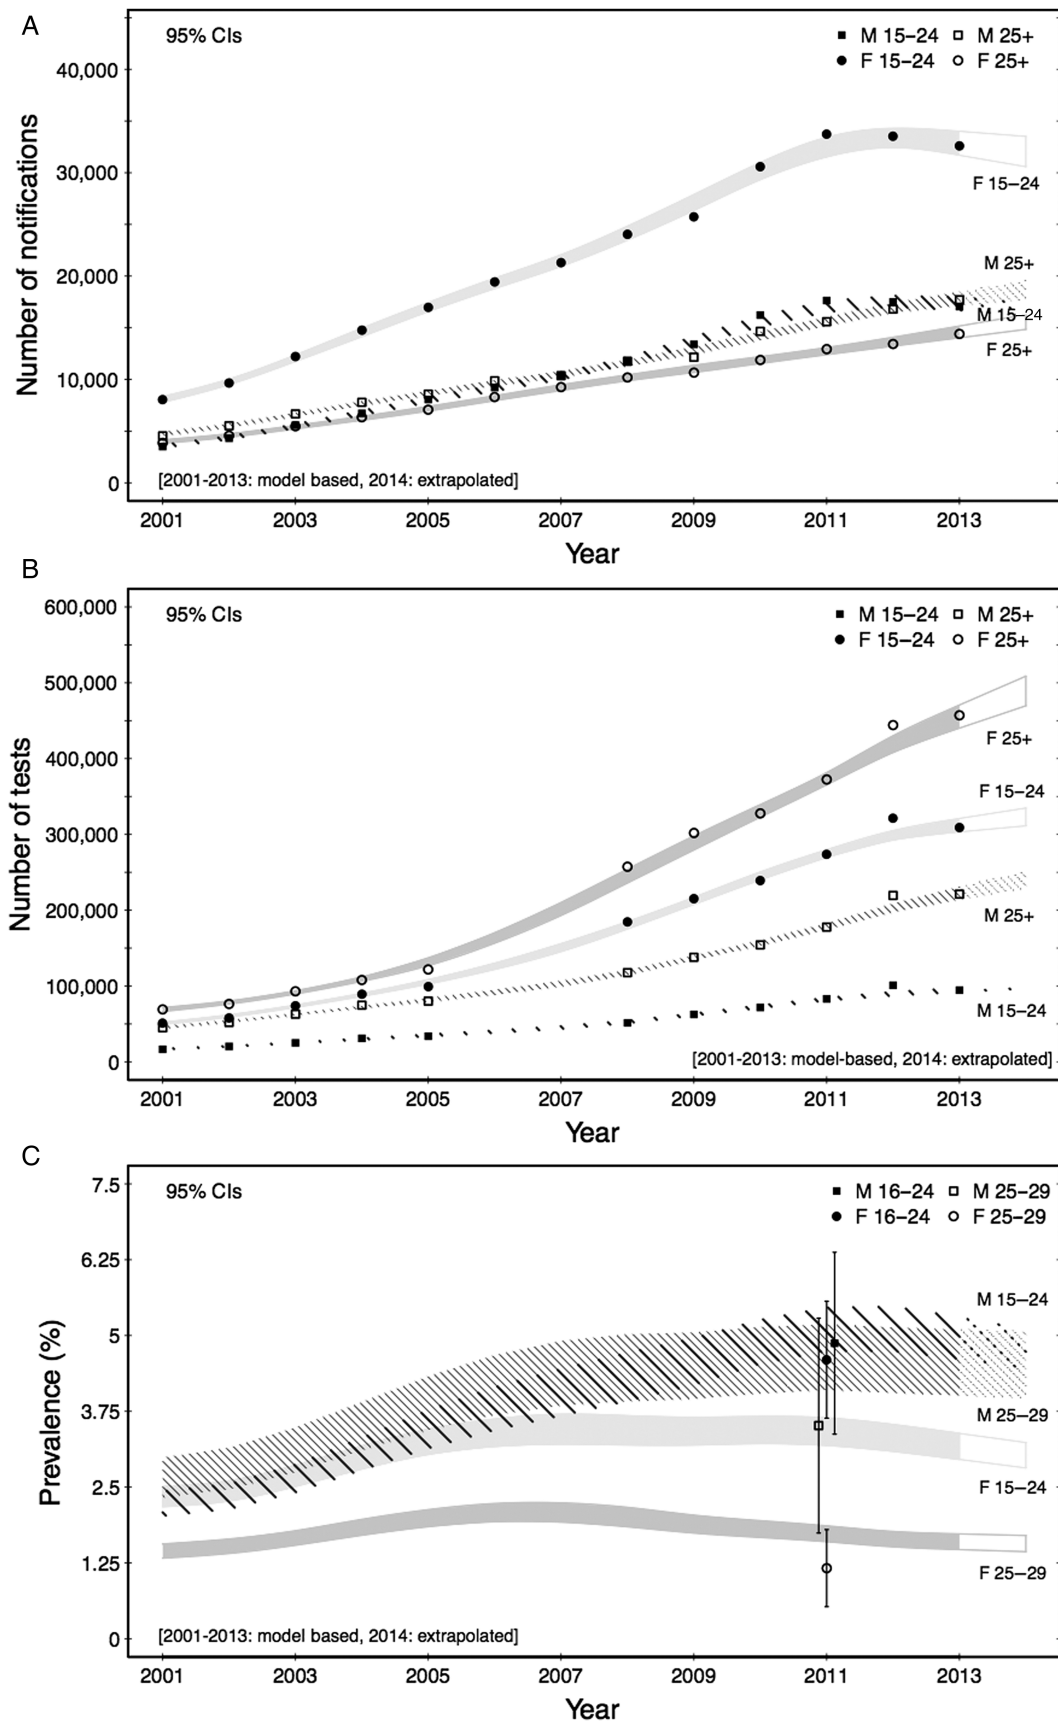 A
95% CIs
M 15–24 M 25+
F 15–24 F 25+
40,000
30,000
20,000
10,000
0
Number of notifications
F 15–24
M 25+
M 15–24
F 25+
[2001-2013: model based, 2014: extrapolated]
2001 2003 2005 2007 2009 2011 2013
Year
B
95% CIs
M 15–24 M 25+
F 15–24 F 25+
600,000
500,000
400,000
300,000
200,000
100,000
0
Number of tests
F 25+
F 15–24
M 25+
M 15–24
[2001-2013: model-based, 2014: extrapolated]
2001 2003 2005 2007 2009 2011 2013
Year
C
95% CIs
M 16–24 M 25–29
F 16–24 F 25–29
7.5
6.25
5
3.75
2.5
1.25
0
Prevalence (%)
M 15–24
M 25–29
F 15–24
F 25–29
[2001-2013: model based, 2014: extrapolated]
2001 2003 2005 2007 2009 2011 2013
Year